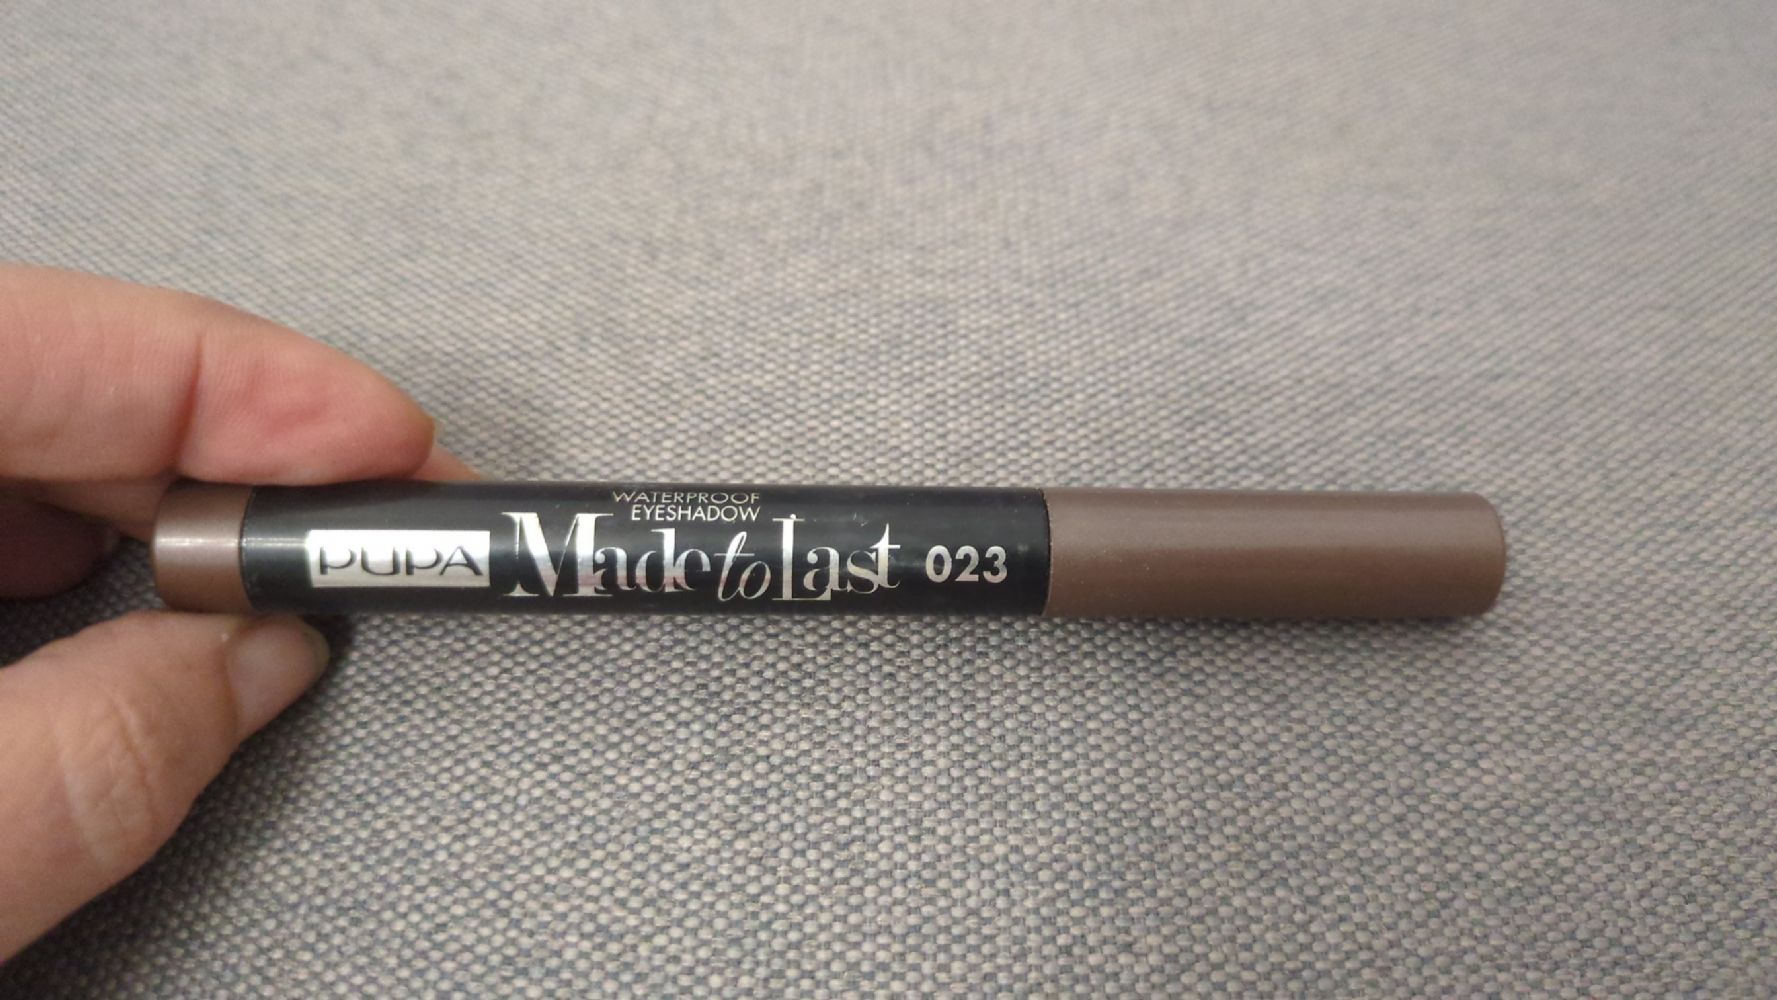 WATERPROOF
EYESHADOW
PUPA Made to Last 023